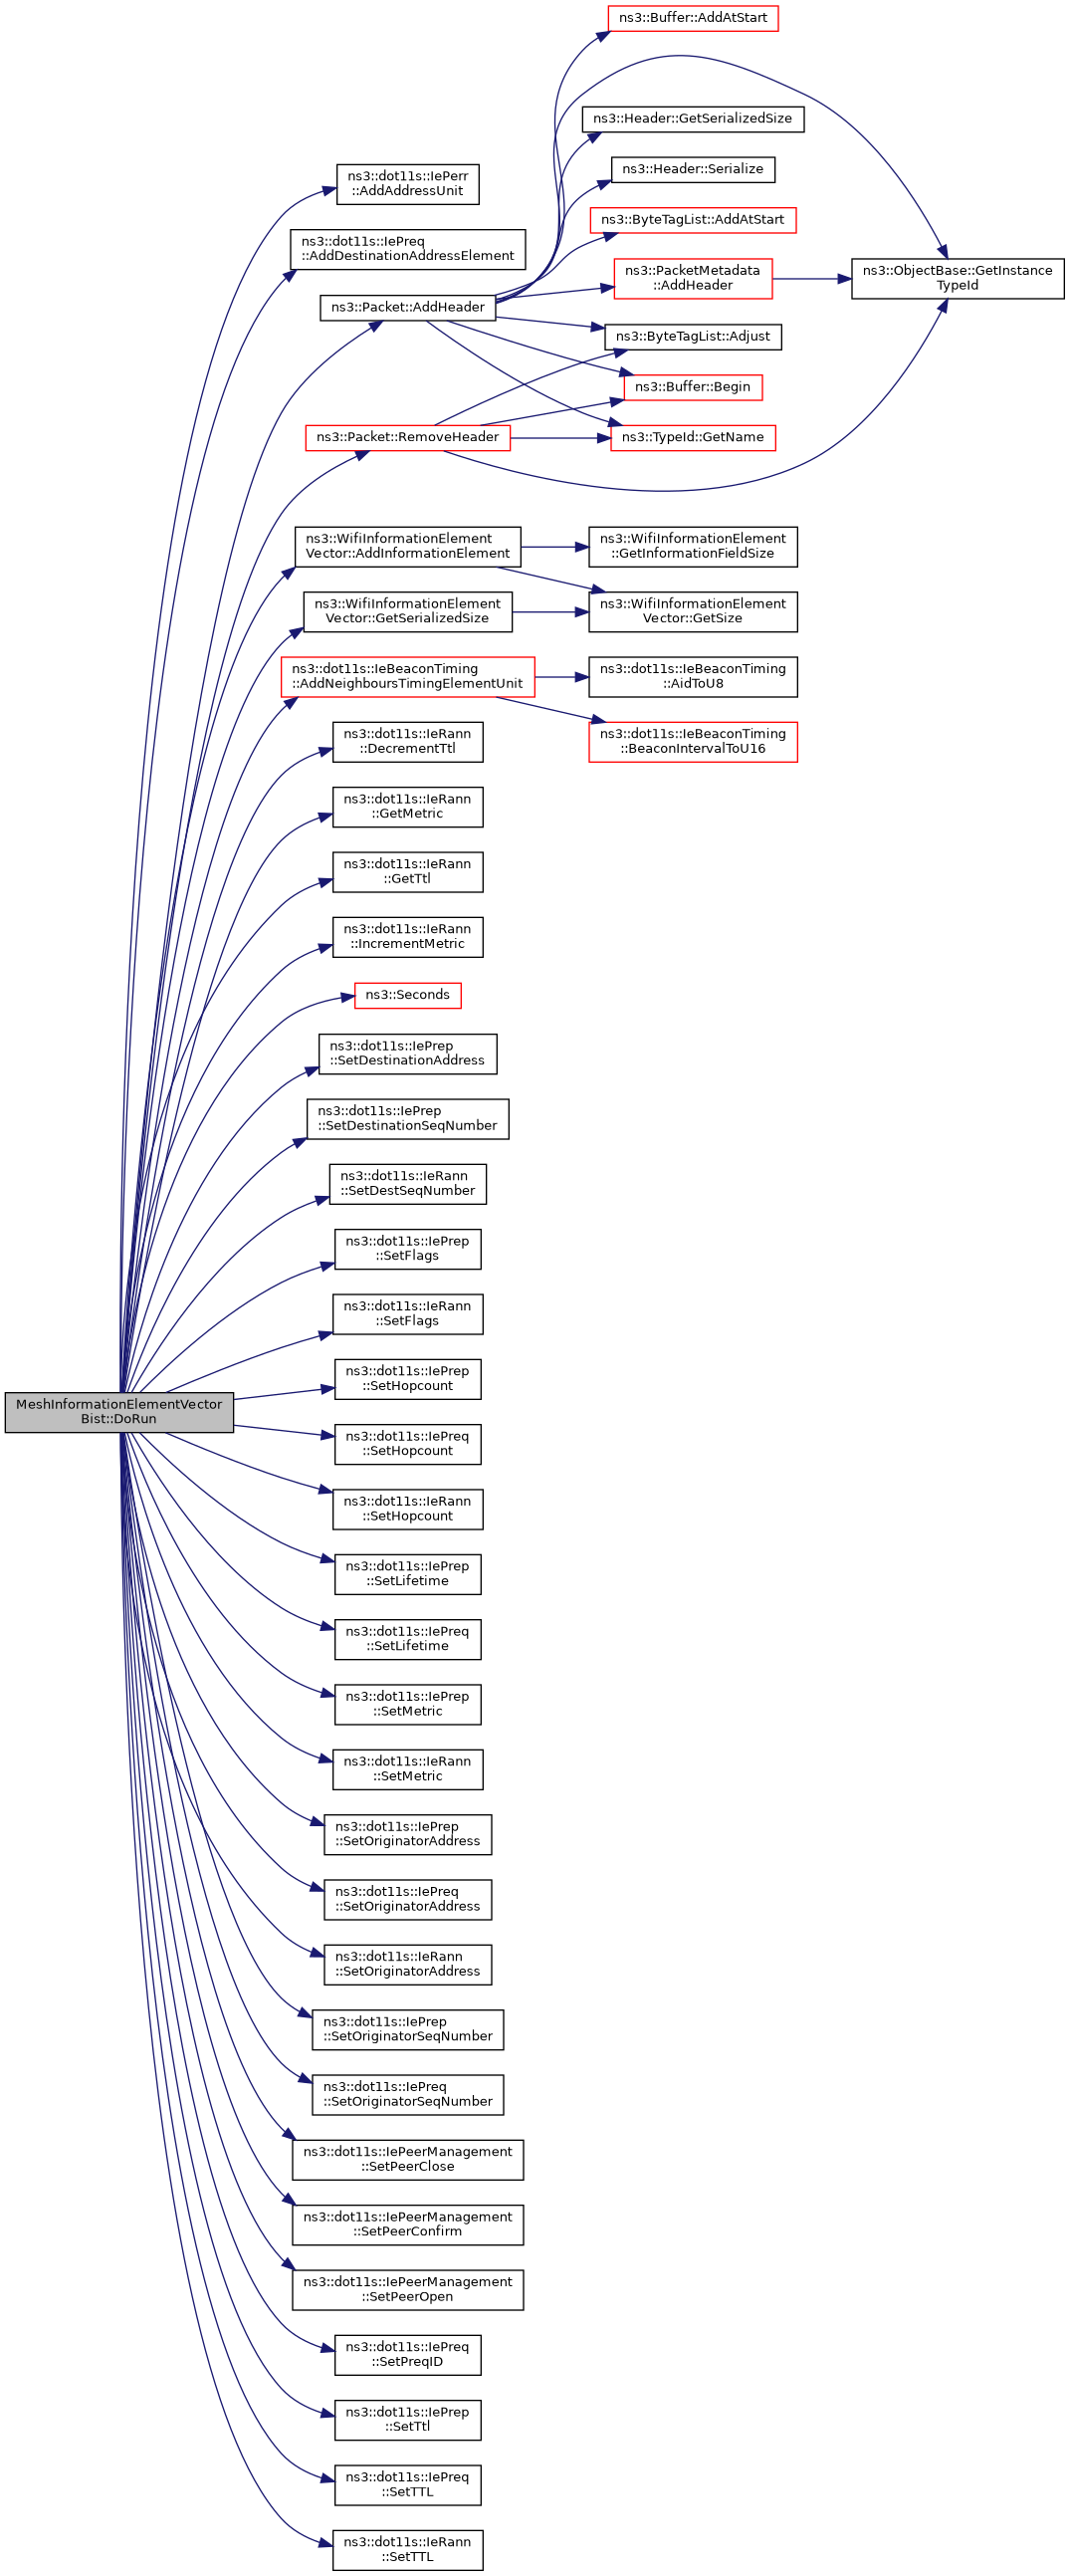 ns3::Buffer::AddAtStart
ns3::Header::GetSerializedSize
ns3::Header::Serialize
ns3::dot11s::IePerr
::AddAddressUnit
ns3::ByteTagList::AddAtStart
ns3::dot11s::IePreq
::AddDestinationAddressElement
ns3::PacketMetadata
::AddHeader
ns3::ObjectBase::GetInstance
TypeId
ns3::Packet::AddHeader
ns3::ByteTagList::Adjust
ns3::Buffer::Begin
ns3::Packet::RemoveHeader
ns3::TypeId::GetName
ns3::WifiInformationElement
Vector::AddInformationElement
ns3::WifiInformationElement
::GetInformationFieldSize
ns3::WifiInformationElement
Vector::GetSerializedSize
ns3::WifiInformationElement
Vector::GetSize
ns3::dot11s::IeBeaconTiming
::AddNeighboursTimingElementUnit
ns3::dot11s::IeBeaconTiming
::AidToU8
ns3::dot11s::IeRann
::DecrementTtl
ns3::dot11s::IeBeaconTiming
::BeaconIntervalToU16
ns3::dot11s::IeRann
::GetMetric
ns3::dot11s::IeRann
::GetTtl
ns3::dot11s::IeRann
::IncrementMetric
ns3::Seconds
ns3::dot11s::IePrep
::SetDestinationAddress
ns3::dot11s::IePrep
::SetDestinationSeqNumber
ns3::dot11s::IeRann
::SetDestSeqNumber
ns3::dot11s::IePrep
::SetFlags
ns3::dot11s::IeRann
::SetFlags
ns3::dot11s::IePrep
::SetHopcount
MeshInformationElementVector
Bist::DoRun
ns3::dot11s::IePreq
::SetHopcount
ns3::dot11s::IeRann
::SetHopcount
ns3::dot11s::IePrep
::SetLifetime
ns3::dot11s::IePreq
::SetLifetime
ns3::dot11s::IePrep
::SetMetric
ns3::dot11s::IeRann
::SetMetric
ns3::dot11s::IePrep
::SetOriginatorAddress
ns3::dot11s::IePreq
::SetOriginatorAddress
ns3::dot11s::IeRann
::SetOriginatorAddress
ns3::dot11s::IePrep
::SetOriginatorSeqNumber
ns3::dot11s::IePreq
::SetOriginatorSeqNumber
ns3::dot11s::IePeerManagement
::SetPeerClose
ns3::dot11s::IePeerManagement
::SetPeerConfirm
ns3::dot11s::IePeerManagement
::SetPeerOpen
ns3::dot11s::IePreq
::SetPreqID
ns3::dot11s::IePrep
::SetTtl
ns3::dot11s::IePreq
::SetTTL
ns3::dot11s::IeRann
::SetTTL